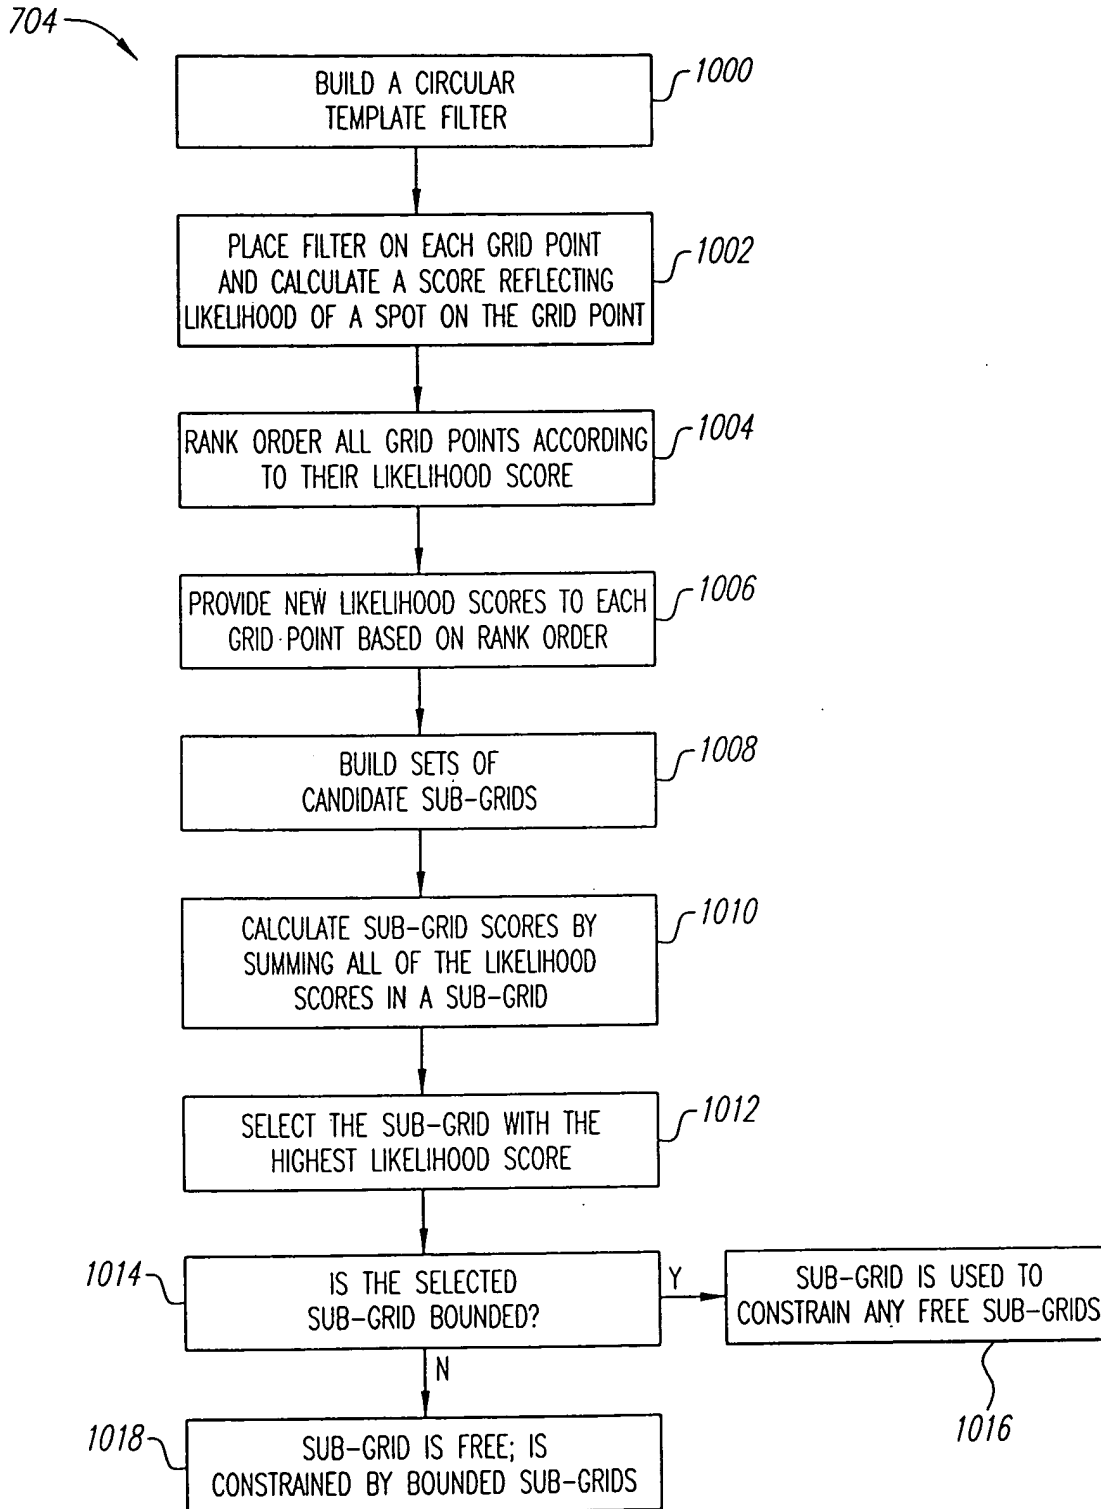 704
BUILD A CIRCULAR
TEMPLATE FILTER
1000
PLACE FILTER ON EACH GRID POINT
AND CALCULATE A SCORE REFLECTING
LIKELIHOOD OF A SPOT ON THE GRID POINT
1002
RANK ORDER ALL GRID POINTS ACCORDING
TO THEIR LIKELIHOOD SCORE
1004
PROVIDE NEW LIKELIHOOD SCORES TO EACH
GRID POINT BASED ON RANK ORDER
1006
BUILD SETS OF
CANDIDATE SUB-GRIDS
1008
CALCULATE SUB-GRID SCORES BY
SUMMING ALL OF THE LIKELIHOOD
SCORES IN A SUB-GRID
1010
SELECT THE SUB-GRID WITH THE
HIGHEST LIKELIHOOD SCORE
1012
1014
IS THE SELECTED
SUB-GRID BOUNDED?
Y
SUB-GRID IS USED TO
CONSTRAIN ANY FREE SUB-GRIDS
1016
N
1018
SUB-GRID IS FREE; IS
CONSTRAINED BY BOUNDED SUB-GRIDS